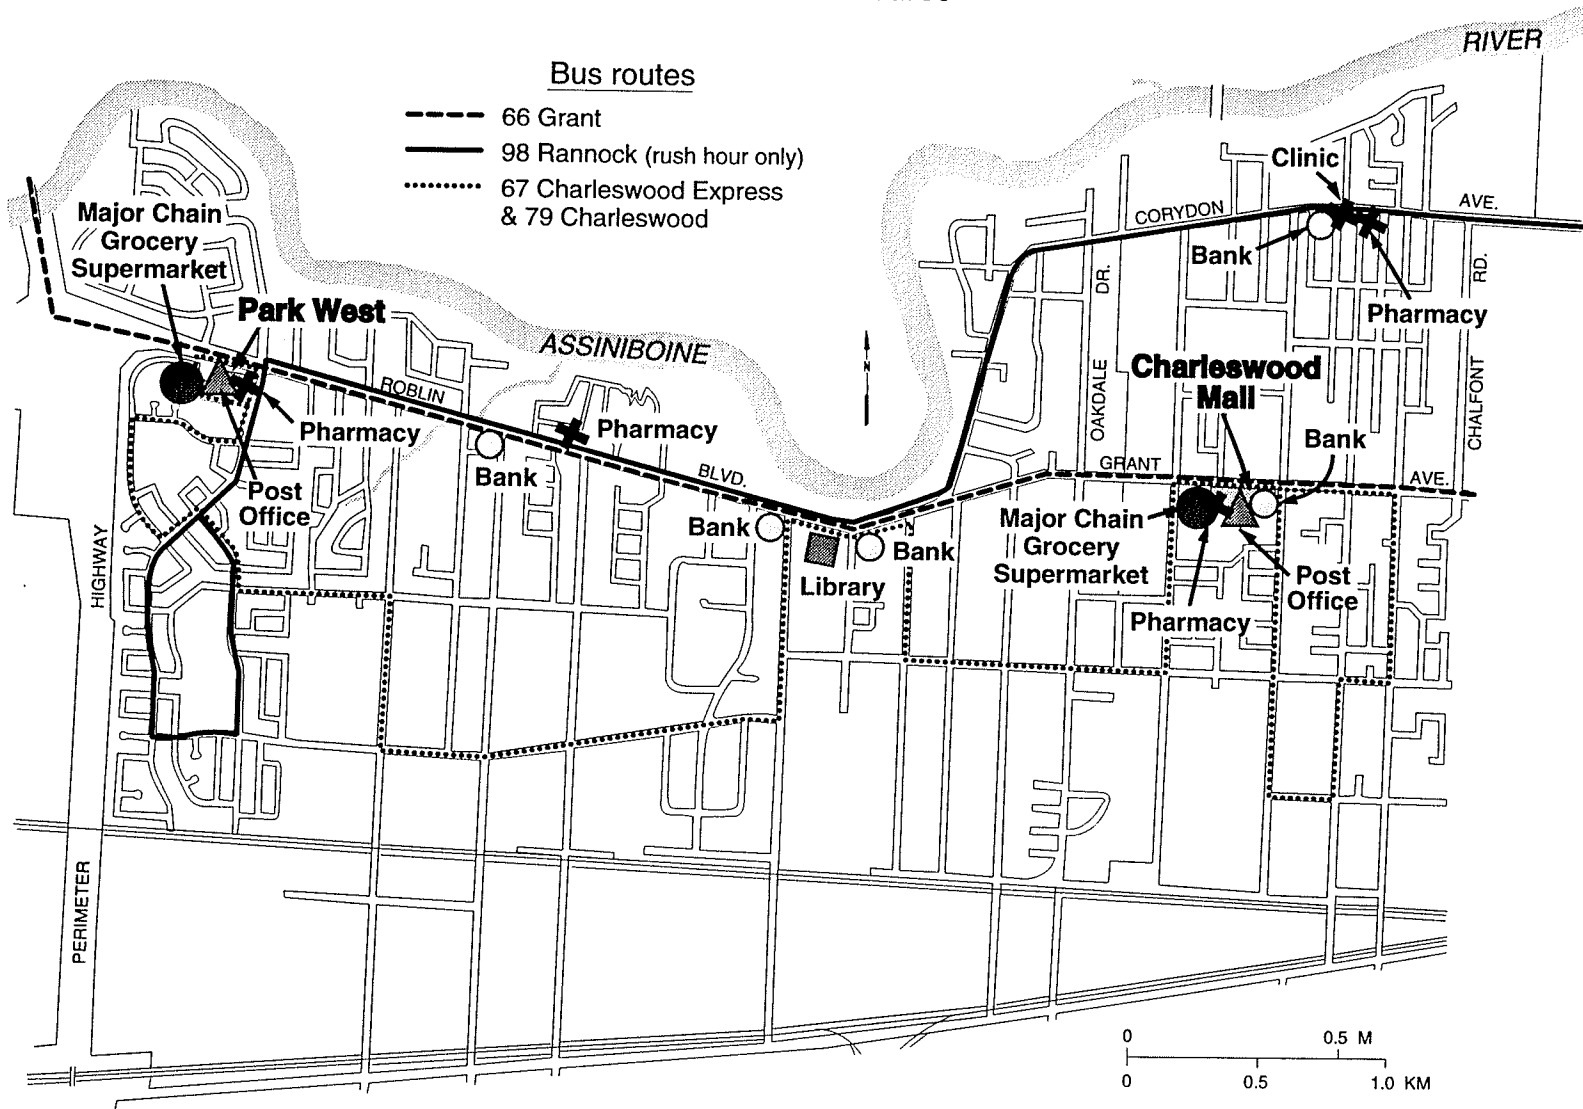 RIVER
Bus routes
66 Grant
98 Rannock (rush hour only)
67 Charleswood Express
& 79 Charleswood
Clinic
CORYDON
AVE.
Major Chain
Grocery
Supermarket
Bank
RD.
DR.
Park West
Pharmacy
ASSINIBOINE
N
Charleswood
Mall
OAKDALE
CHALFONT
ROBLIN
Pharmacy
Pharmacy
Bank
Bank
BLVD.
GRANT
AVE.
Post
Office
Bank
Bank
Major Chain
Grocery
Supermarket
Library
Post
Office
Pharmacy
HIGHWAY
PERIMETER
0 0.5 M
0 0.5 1.0 KM